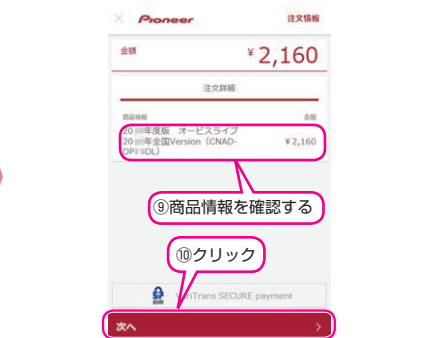 × Pioneer 注文情報
金額 ¥ 2,160
注文詳細
商品情報 金額
20 年度版 オービスライブ
20 年全国Version（CNAD-
OP DL） ¥2,160
⑨商品情報を確認する
⑩クリック
Trans SECURE payment
次へ >